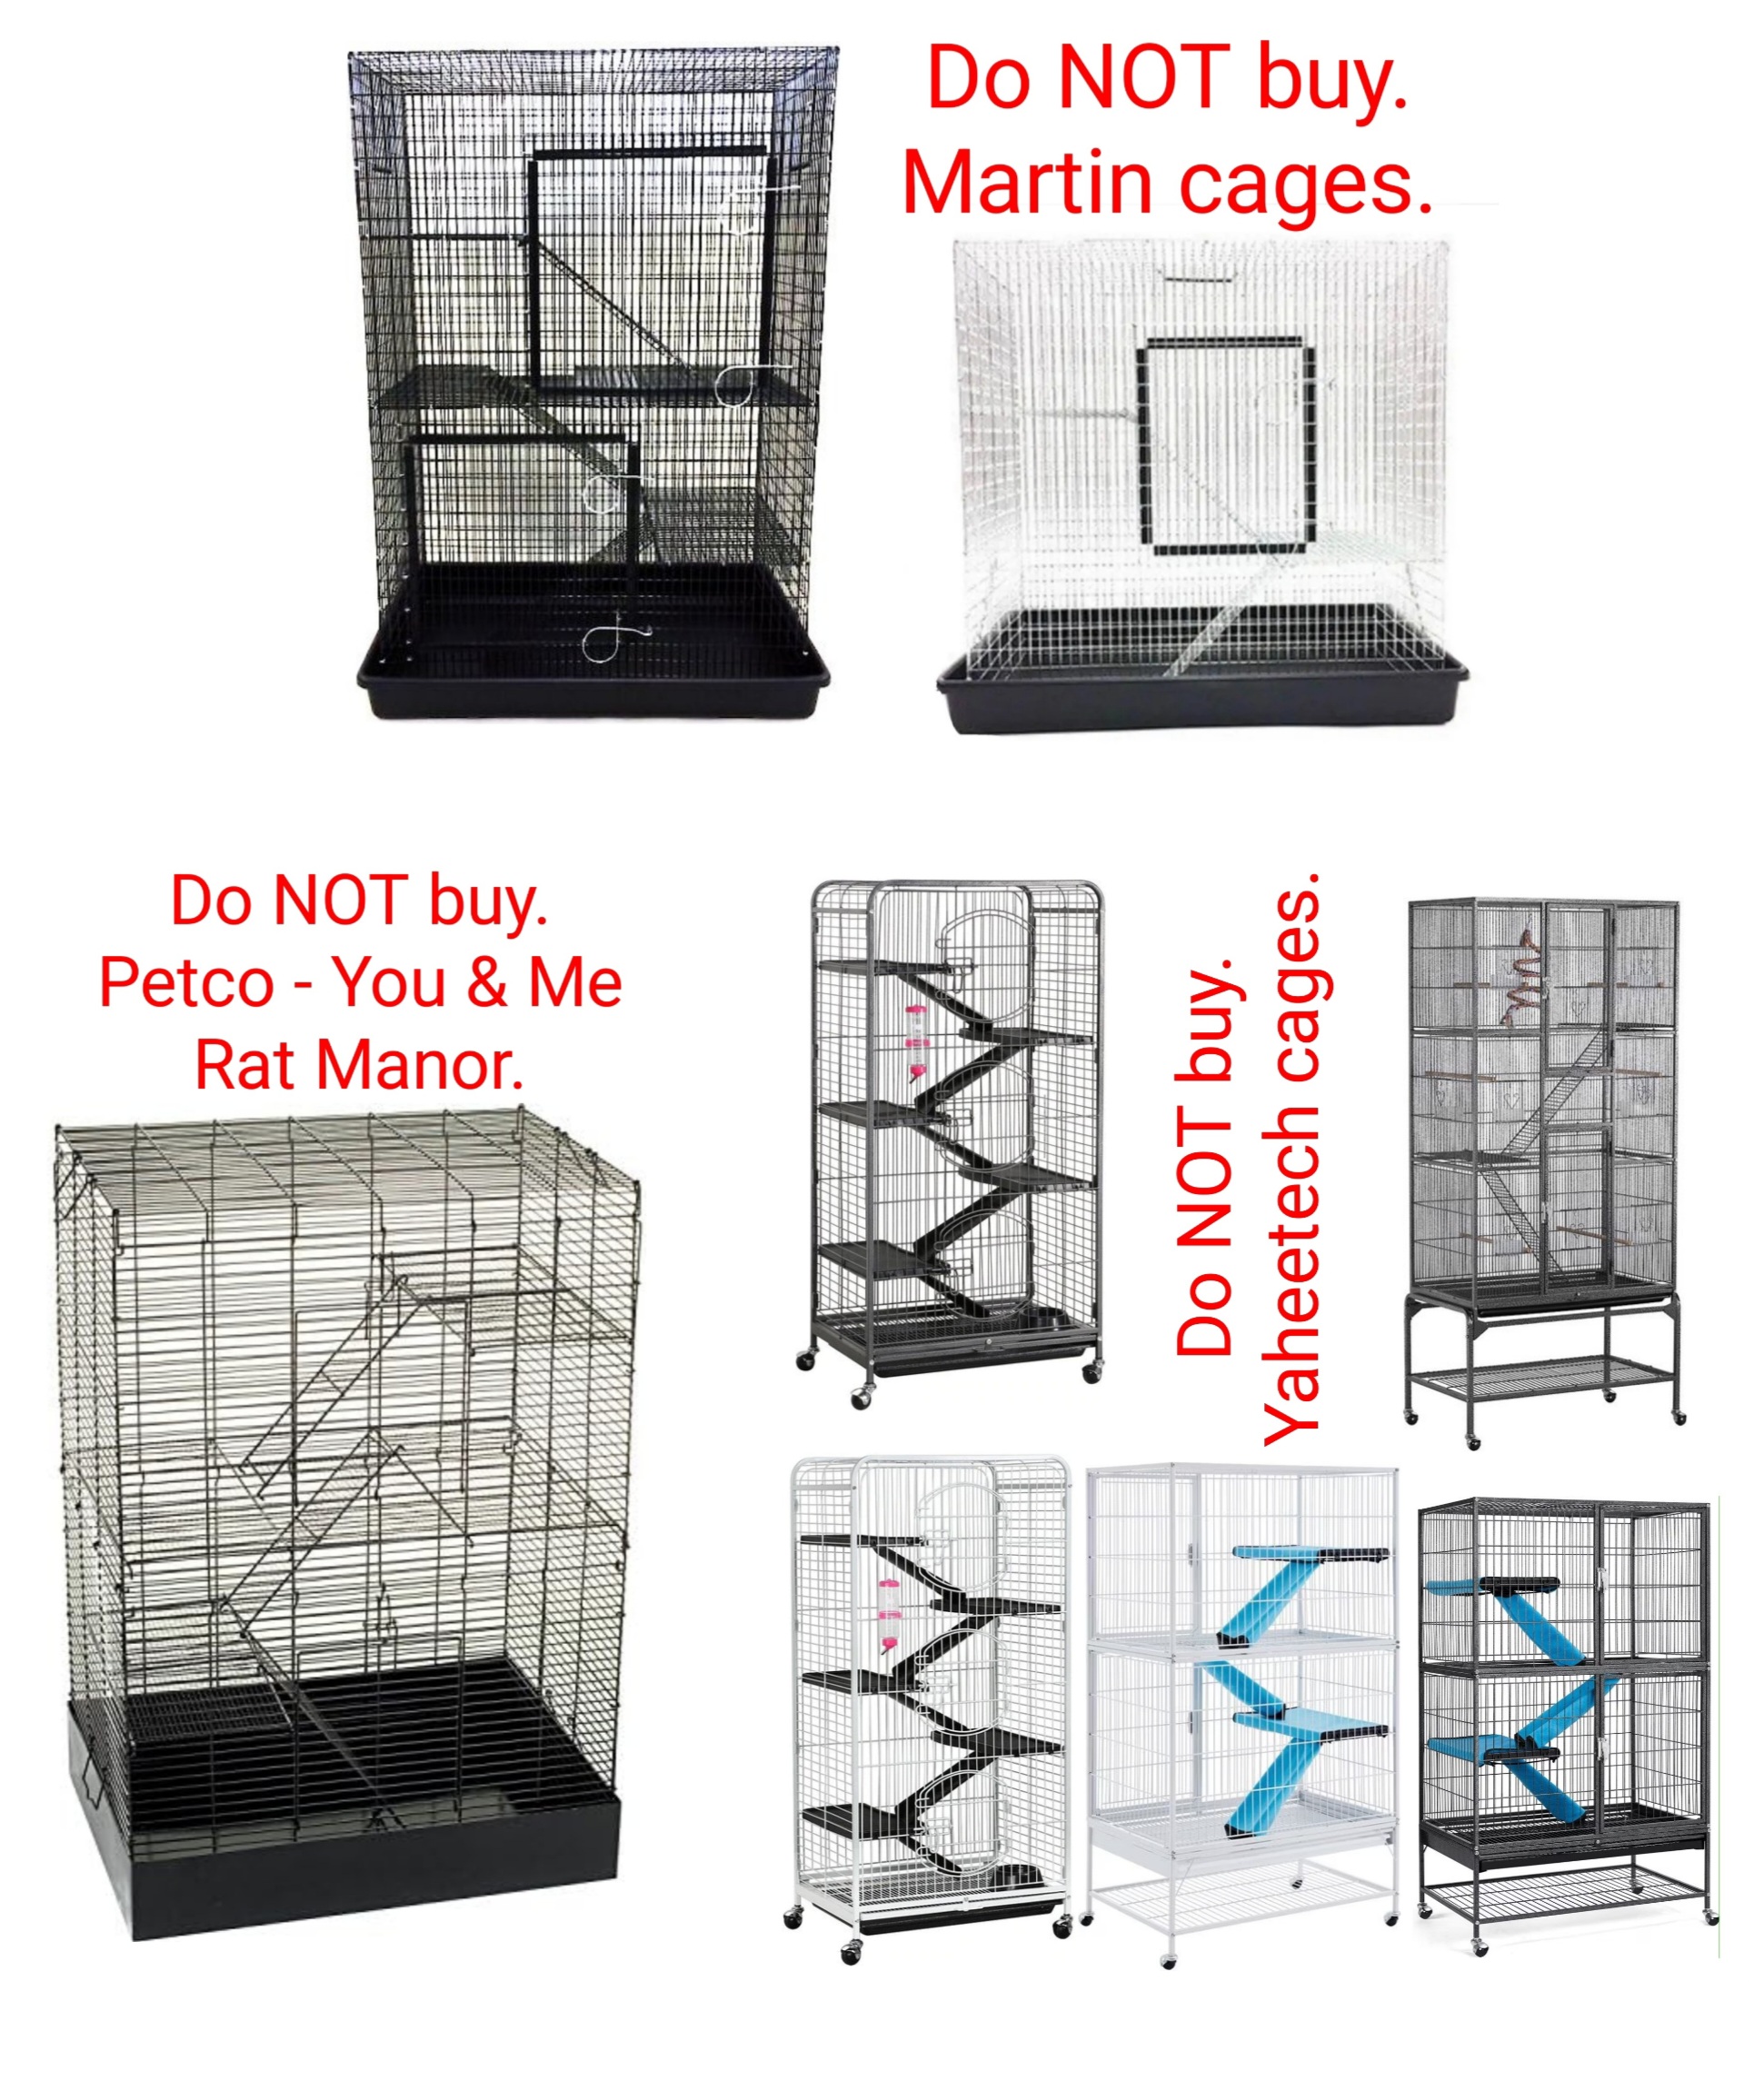 Do NOT buy.
Martin cages.
Do NOT buy.
Petco - You & Me
Rat Manor.
Do NOT buy.
Yaheetech cages.